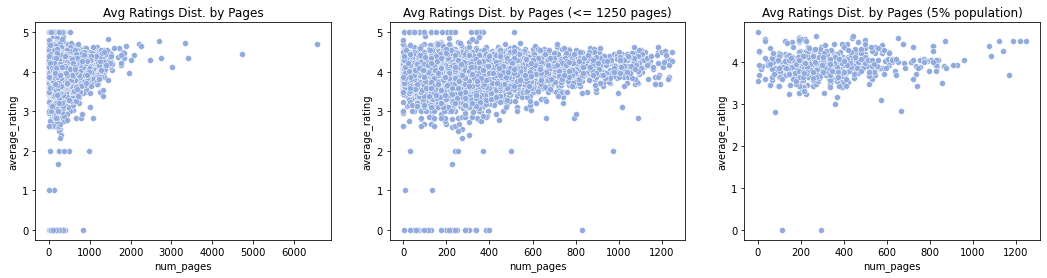 Avg Ratings Dist. by Pages
average_rating
5
4
3
2
1
0
0 1000 2000 3000 4000 5000 6000
num_pages
Avg Ratings Dist. by Pages (<= 1250 pages)
average_rating
5
4
3
2
1
0
0 200 400 600 800 1000 1200
num_pages
Avg Ratings Dist. by Pages (5% population)
average_rating
5
4
3
2
1
0
0 200 400 600 800 1000 1200
num_pages